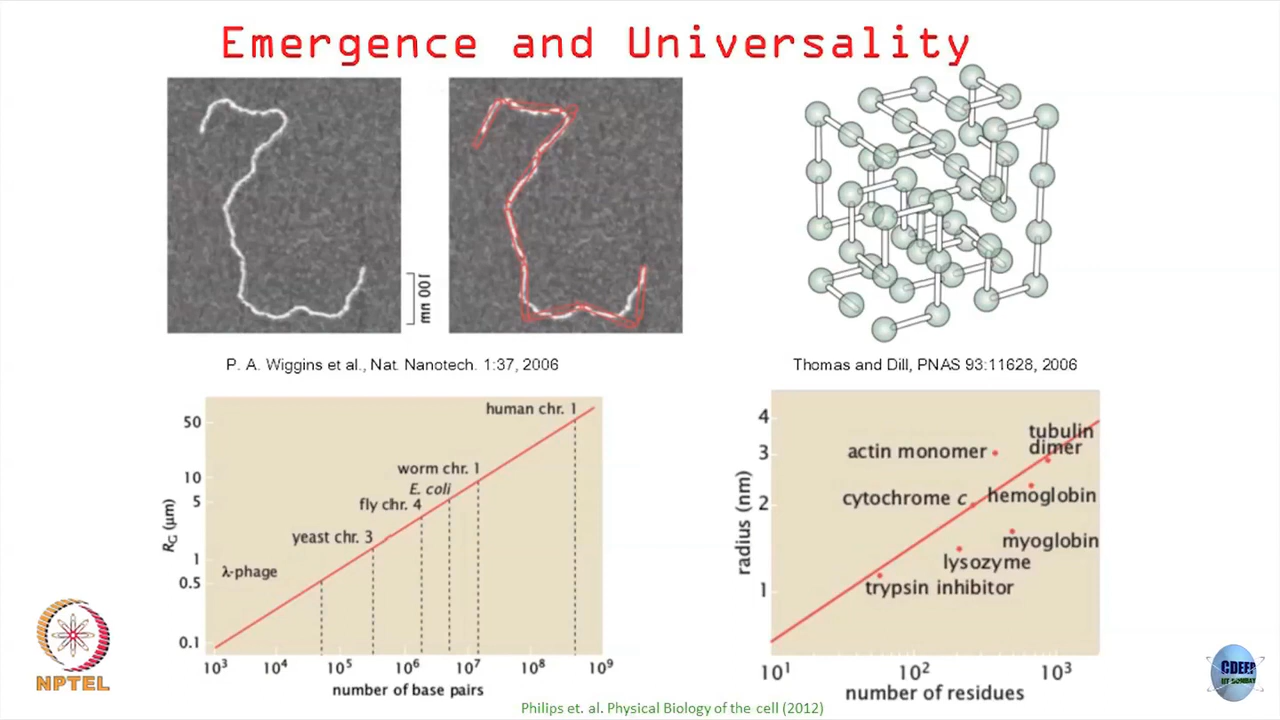 Emergence and Universality
100 nm
P. A. Wiggins et al., Nat. Nanotech. 1:37, 2006
Thomas and Dill, PNAS 93:11628, 2006
50
10
5
1
0.5
0.1
R_G (μm)
human chr. 1
worm chr. 1
E. coli
fly chr. 4
yeast chr. 3
λ-phage
10³ 10⁴ 10⁵ 10⁶ 10⁷ 10⁸ 10⁹
number of base pairs
4
3
2
1
radius (nm)
tubulin
dimer
actin monomer
cytochrome c
hemoglobin
myoglobin
lysozyme
trypsin inhibitor
10¹ 10² 10³
number of residues
Philips et. al. Physical Biology of the cell (2012)
NPTEL
CDEEP
IIT BOMBAY